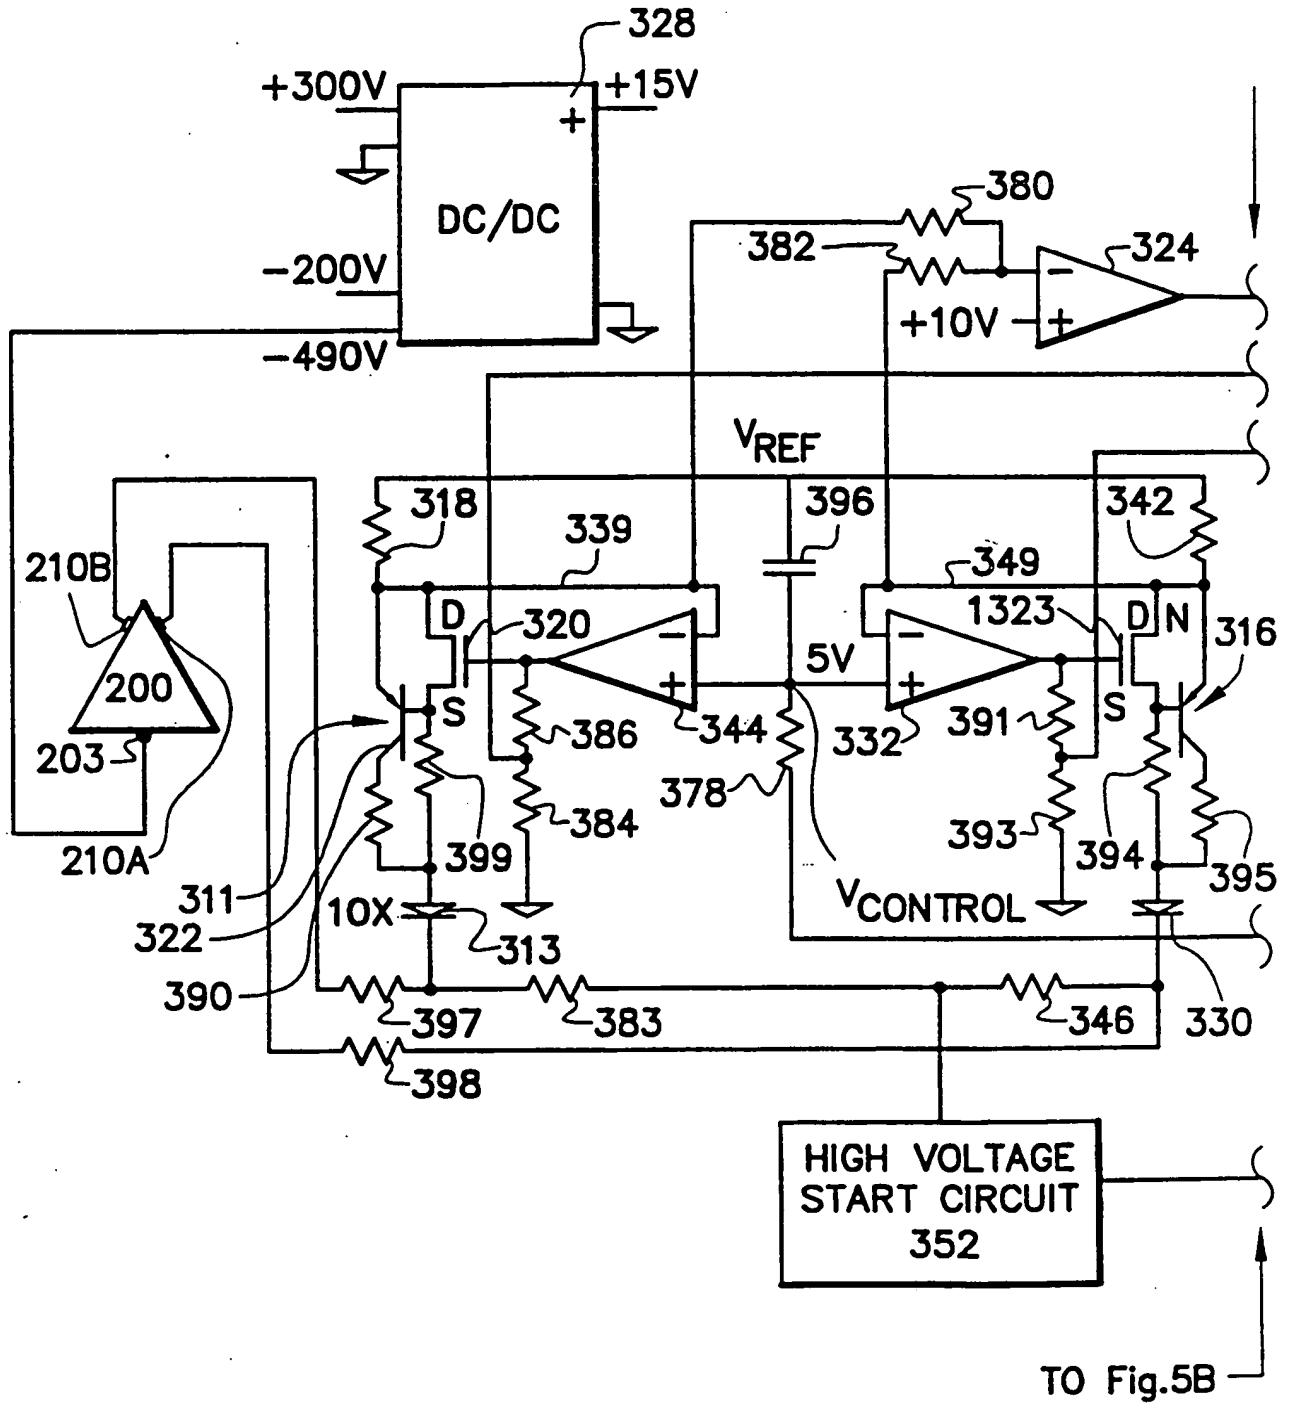 328
+300V
+15V
+
DC/DC
-200V
-490V
380
382
324
−
+10V
+
VREF
318
396
342
339
349
210B
D
320
−
5V
−
1323
D N
316
200
S
+
+
S
203
386
344
332
391
378
384
399
393
394
395
210A
311
10X
VCONTROL
322
313
390
397
383
346
330
398
HIGH VOLTAGE
START CIRCUIT
352
TO Fig.5B